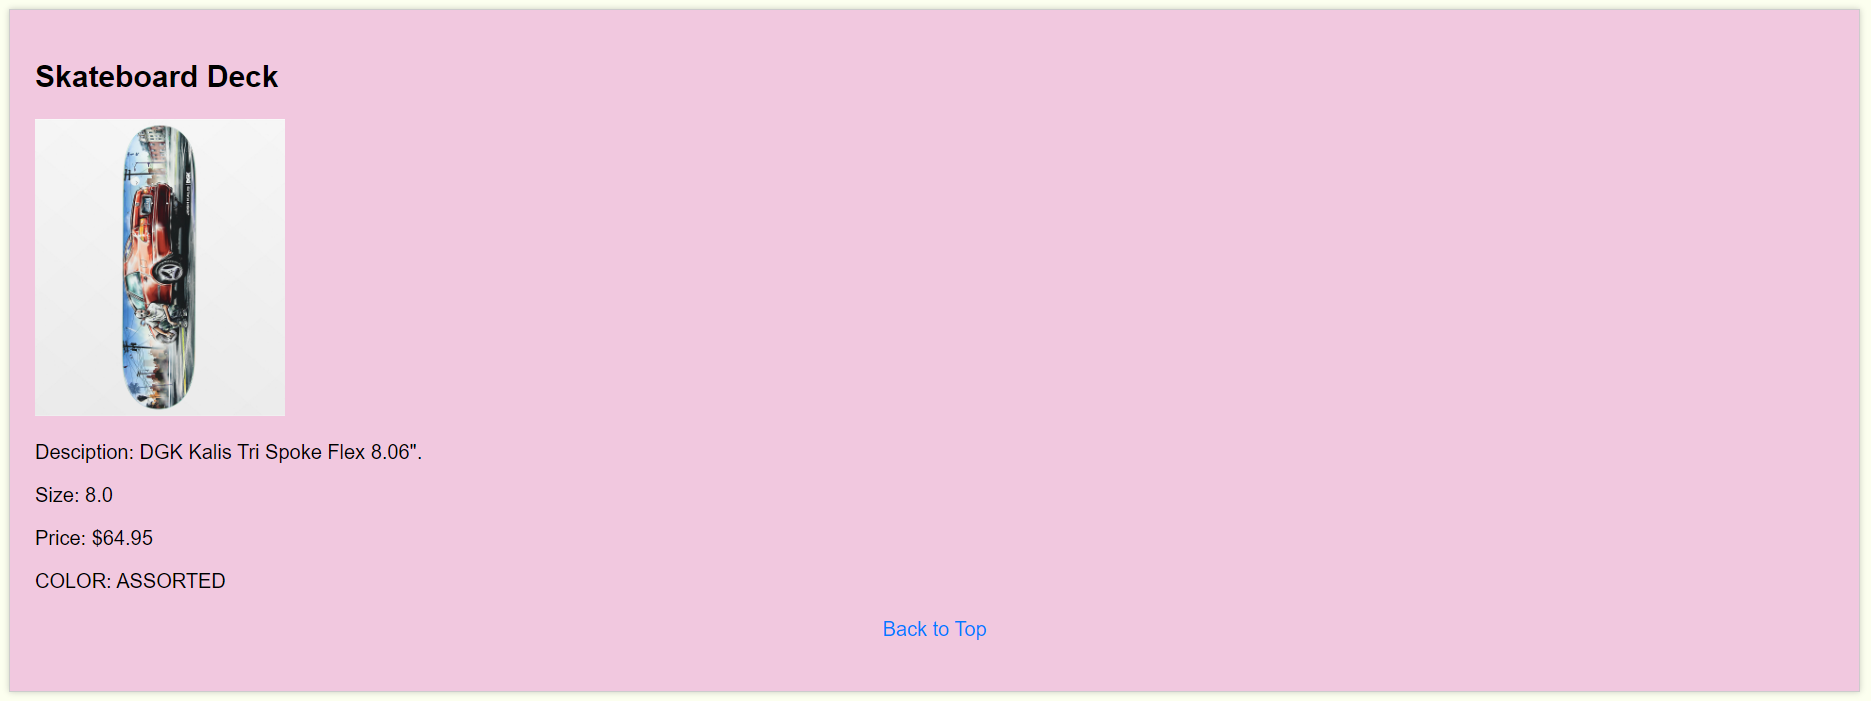 Skateboard Deck
DGK
Desciption: DGK Kalis Tri Spoke Flex 8.06".
Size: 8.0
Price: $64.95
COLOR: ASSORTED
Back to Top